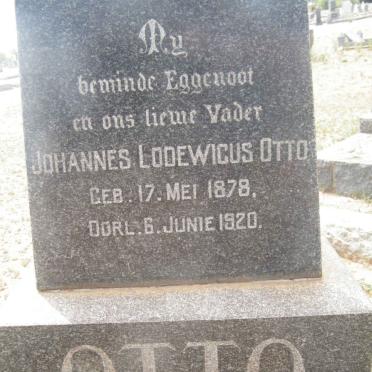 My
beminde Eggenoot
en ons liewe Vader
JOHANNES LODEWICUS OTTO
GEB. 17. MEI 1878.
OORL. 6. JUNIE 1920.
OTTO